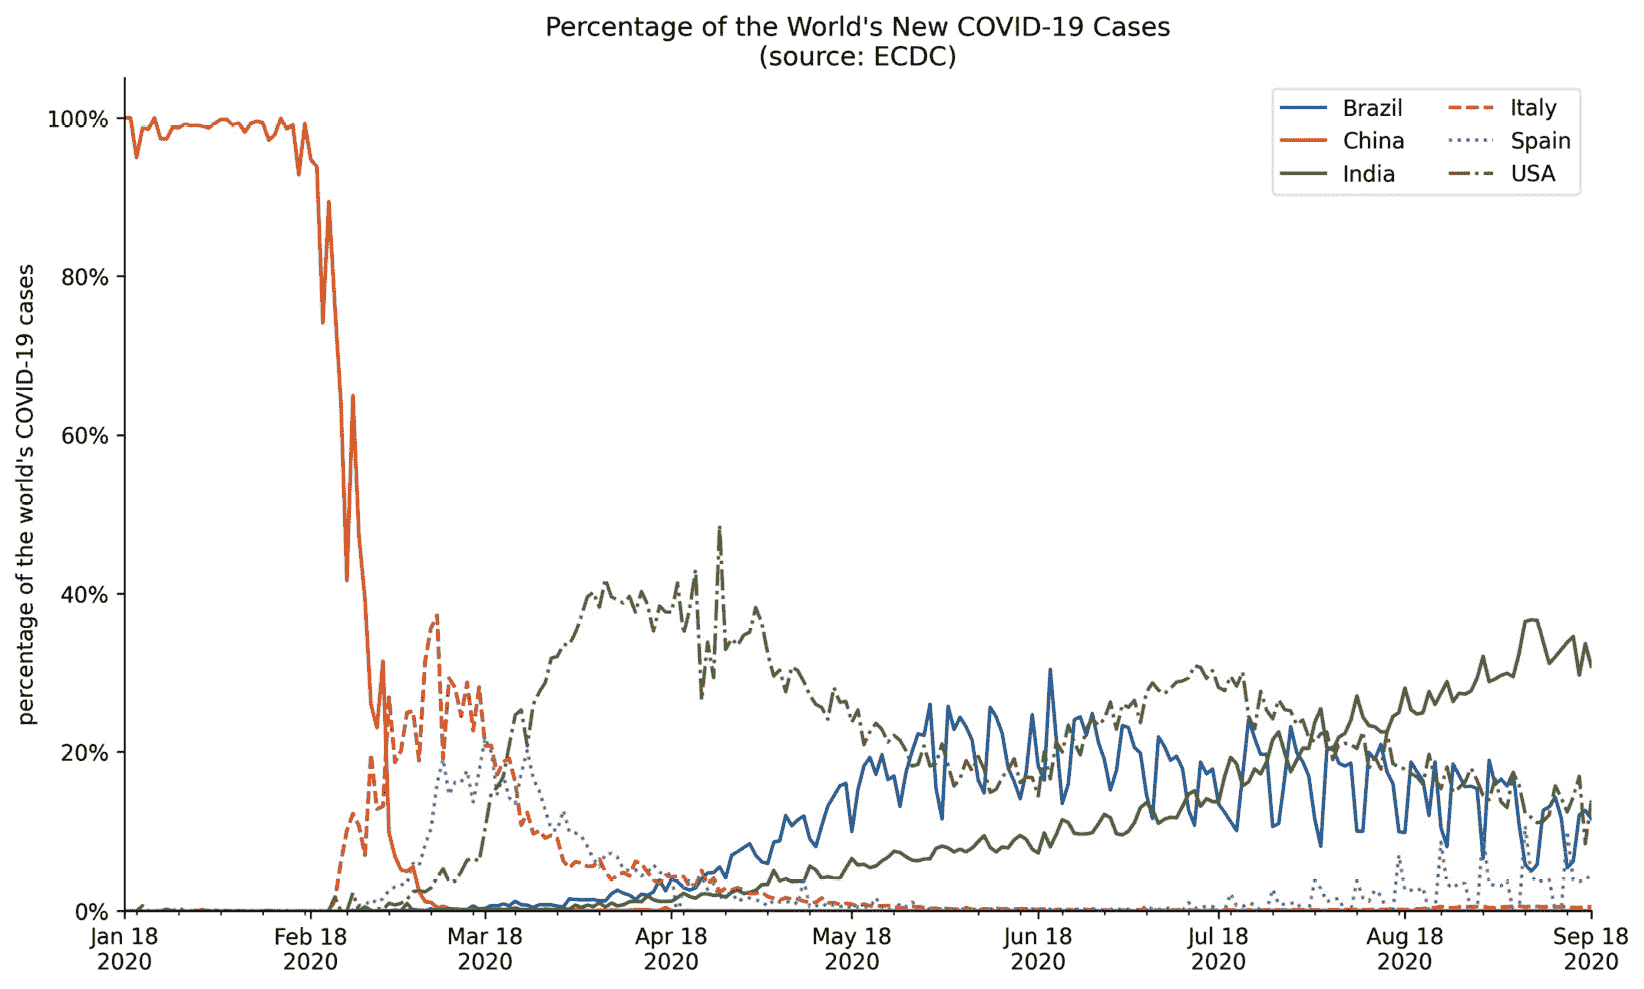 Percentage of the World's New COVID-19 Cases
(source: ECDC)
Brazil
China
India
Italy
Spain
USA
percentage of the world's COVID-19 cases
100%
80%
60%
40%
20%
0%
Jan 18
2020
Feb 18
2020
Mar 18
2020
Apr 18
2020
May 18
2020
Jun 18
2020
Jul 18
2020
Aug 18
2020
Sep 18
2020